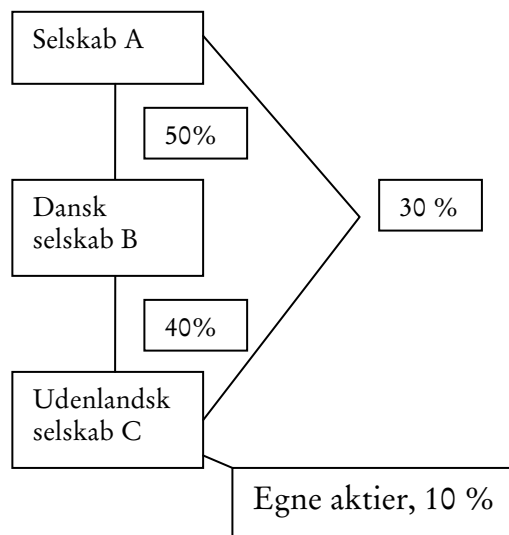 Selskab A
50%
Dansk
selskab B
30 %
40%
Udenlandsk
selskab C
Egne aktier, 10 %